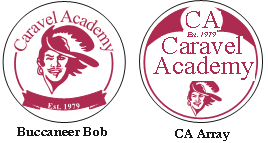 Caravel Academy
Est. 1979
Buccaneer Bob
CA
Est. 1979
Caravel
Academy
CA Array